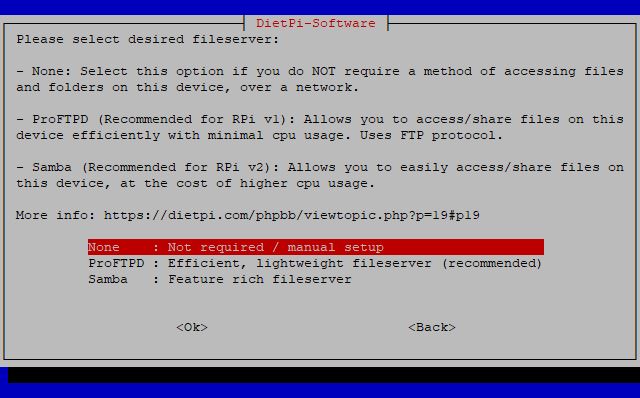 DietPi-Software
Please select desired fileserver:
- None: Select this option if you do NOT require a method of accessing files
and folders on this device, over a network.
- ProFTPD (Recommended for RPi v1): Allows you to access/share files on this
device efficiently with minimal cpu usage. Uses FTP protocol.
- Samba (Recommended for RPi v2): Allows you to easily access/share files on
this device, at the cost of higher cpu usage.
More info: https://dietpi.com/phpbb/viewtopic.php?p=19#p19
None : Not required / manual setup
ProFTPD : Efficient, lightweight fileserver (recommended)
Samba : Feature rich fileserver
<Ok> <Back>